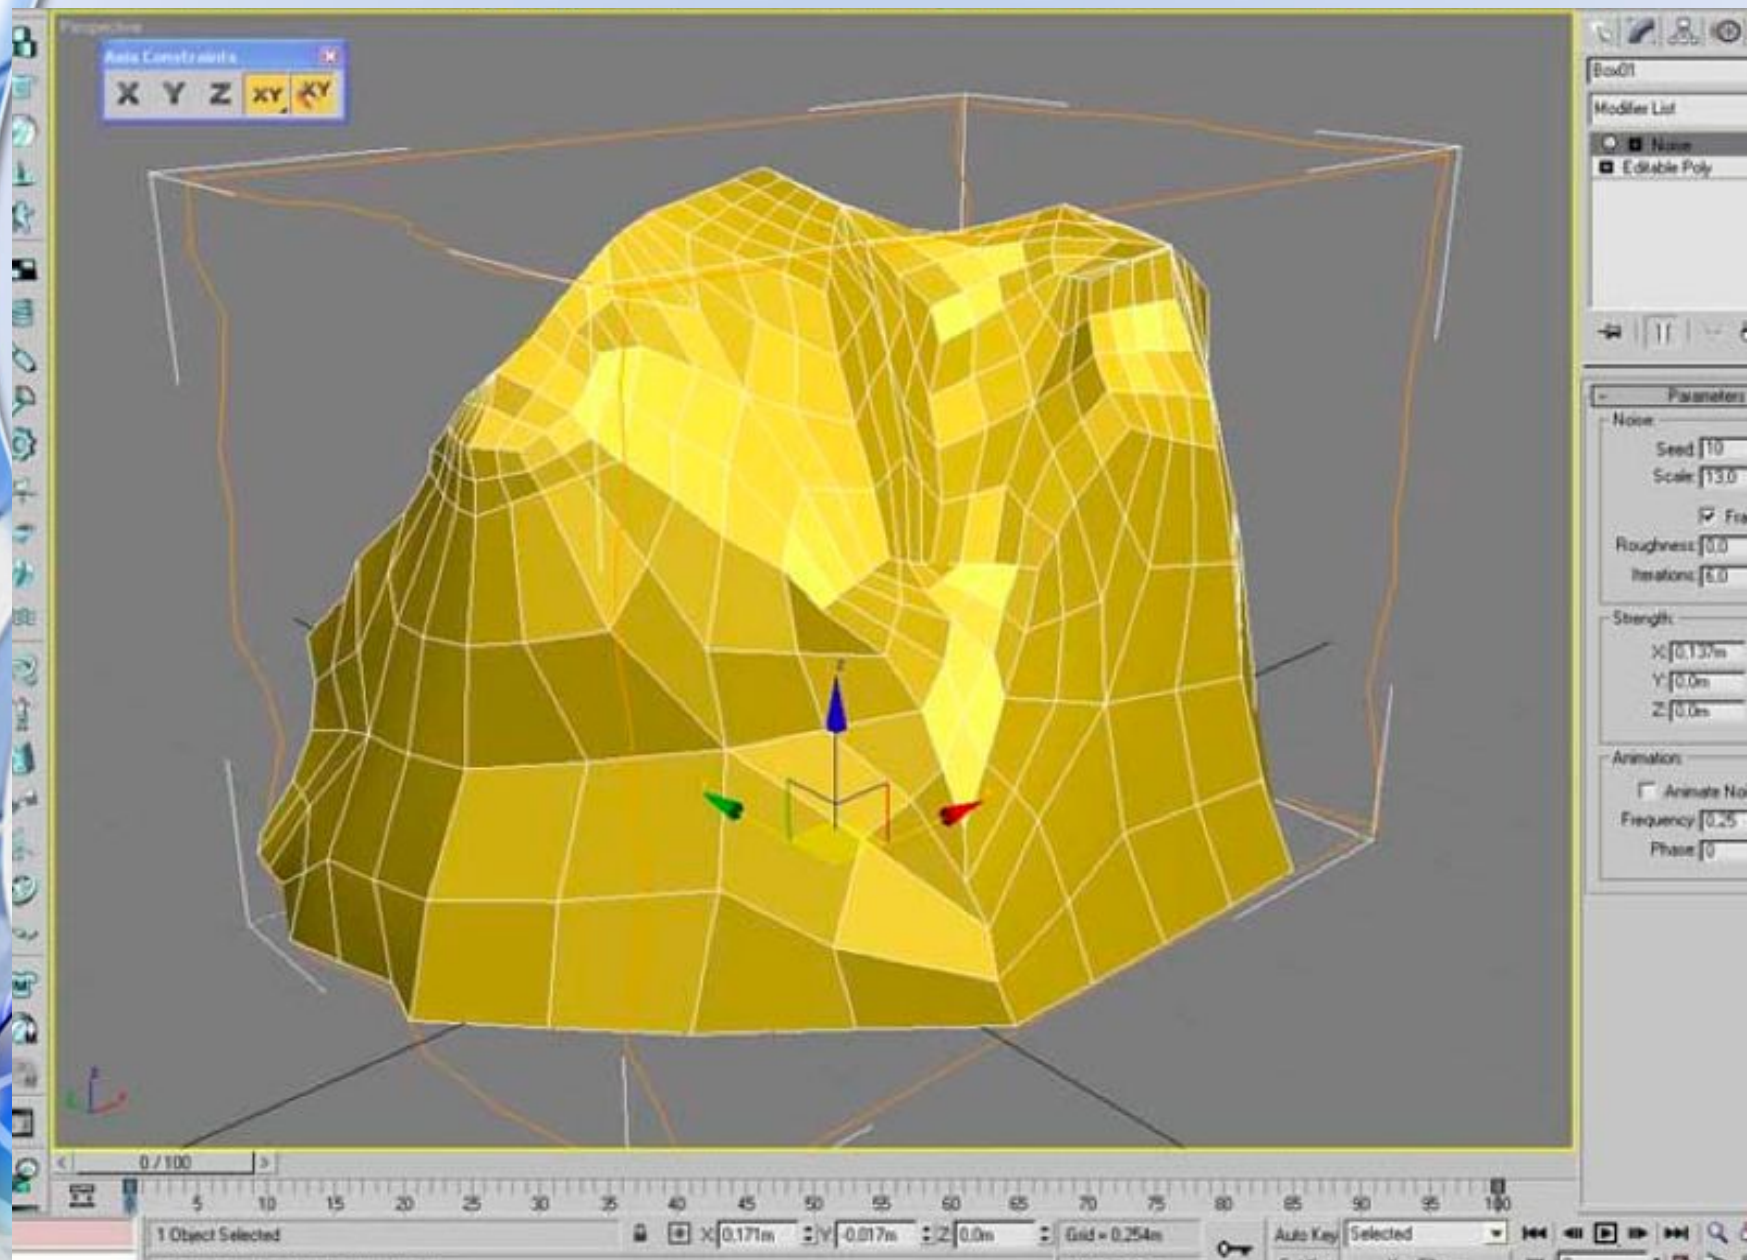 Perspective
Axis Constraints
X Y Z XY XY
Box01
Modifier List
Noise
Editable Poly
- Parameters
Noise:
Seed: 10
Scale: 13,0
Fra
Roughness: 0,0
Iterations: 6,0
Strength:
X: 0,137m
Y: 0,0m
Z: 0,0m
Animation:
Animate Noi
Frequency: 0,25
Phase: 0
z
0 / 100
5 10 15 20 25 30 35 40 45 50 55 60 65 70 75 80 85 90 95 100
1 Object Selected
X: 0,171m Y: -0,017m Z: 0,0m Grid = 0,254m
Auto Key Selected